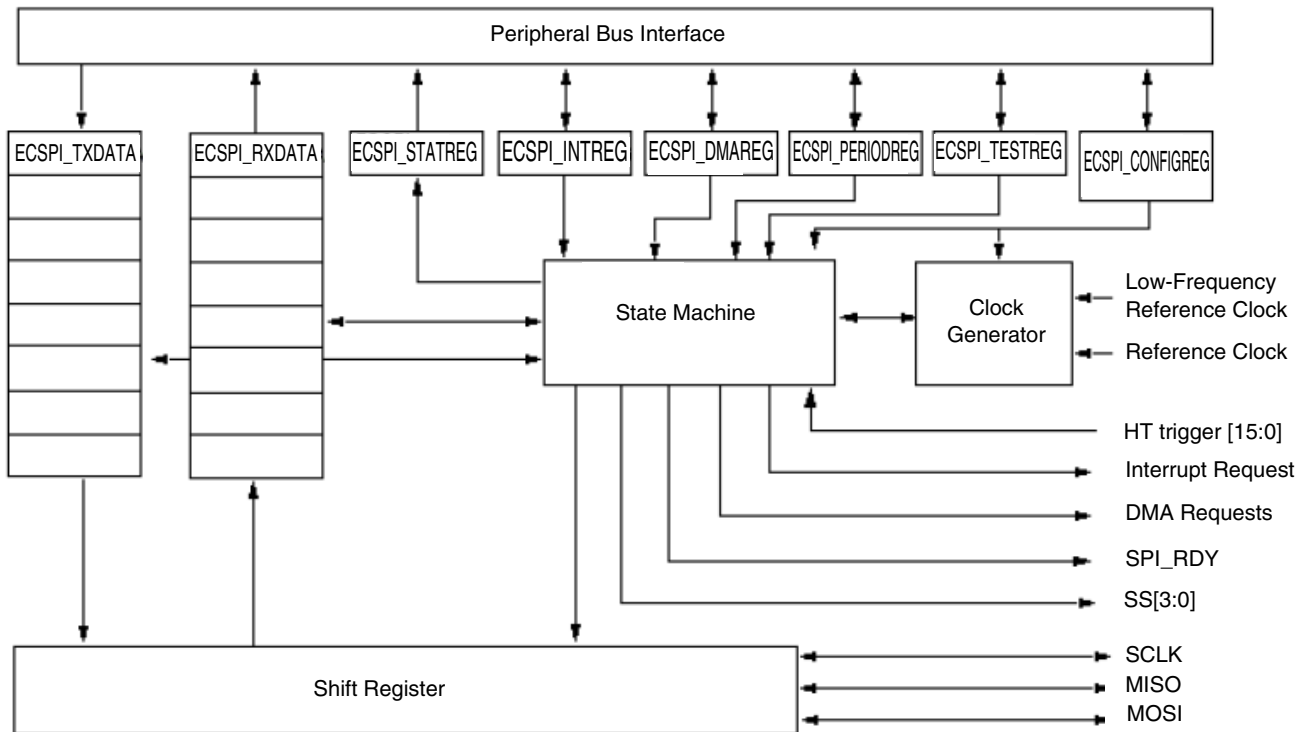 Peripheral Bus Interface
ECSPI_TXDATA
ECSPI_RXDATA
ECSPI_STATREG
ECSPI_INTREG
ECSPI_DMAREG
ECSPI_PERIODREG
ECSPI_TESTREG
ECSPI_CONFIGREG
State Machine
Clock
Generator
Low-Frequency
Reference Clock
Reference Clock
HT trigger [15:0]
Interrupt Request
DMA Requests
SPI_RDY
SS[3:0]
Shift Register
SCLK
MISO
MOSI